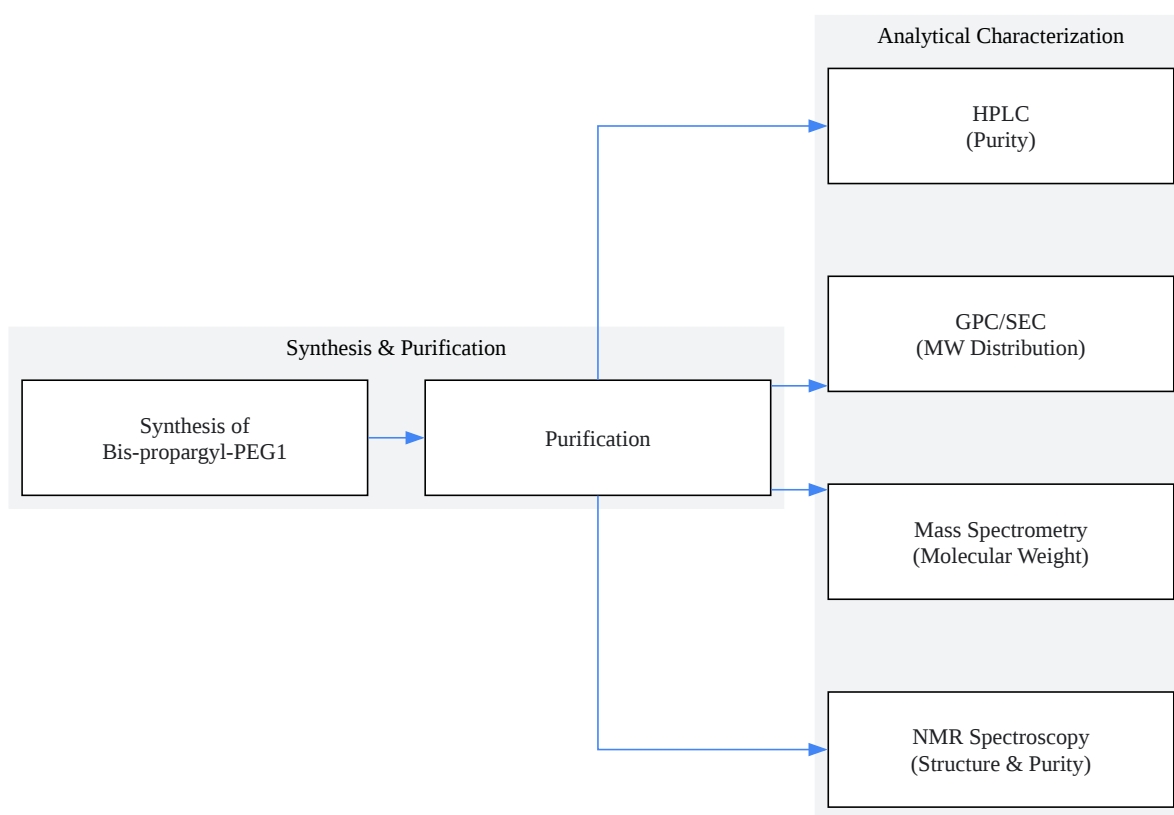 Analytical Characterization
HPLC
(Purity)
GPC/SEC
(MW Distribution)
Synthesis & Purification
Synthesis of
Bis-propargyl-PEG1
Purification
Mass Spectrometry
(Molecular Weight)
NMR Spectroscopy
(Structure & Purity)